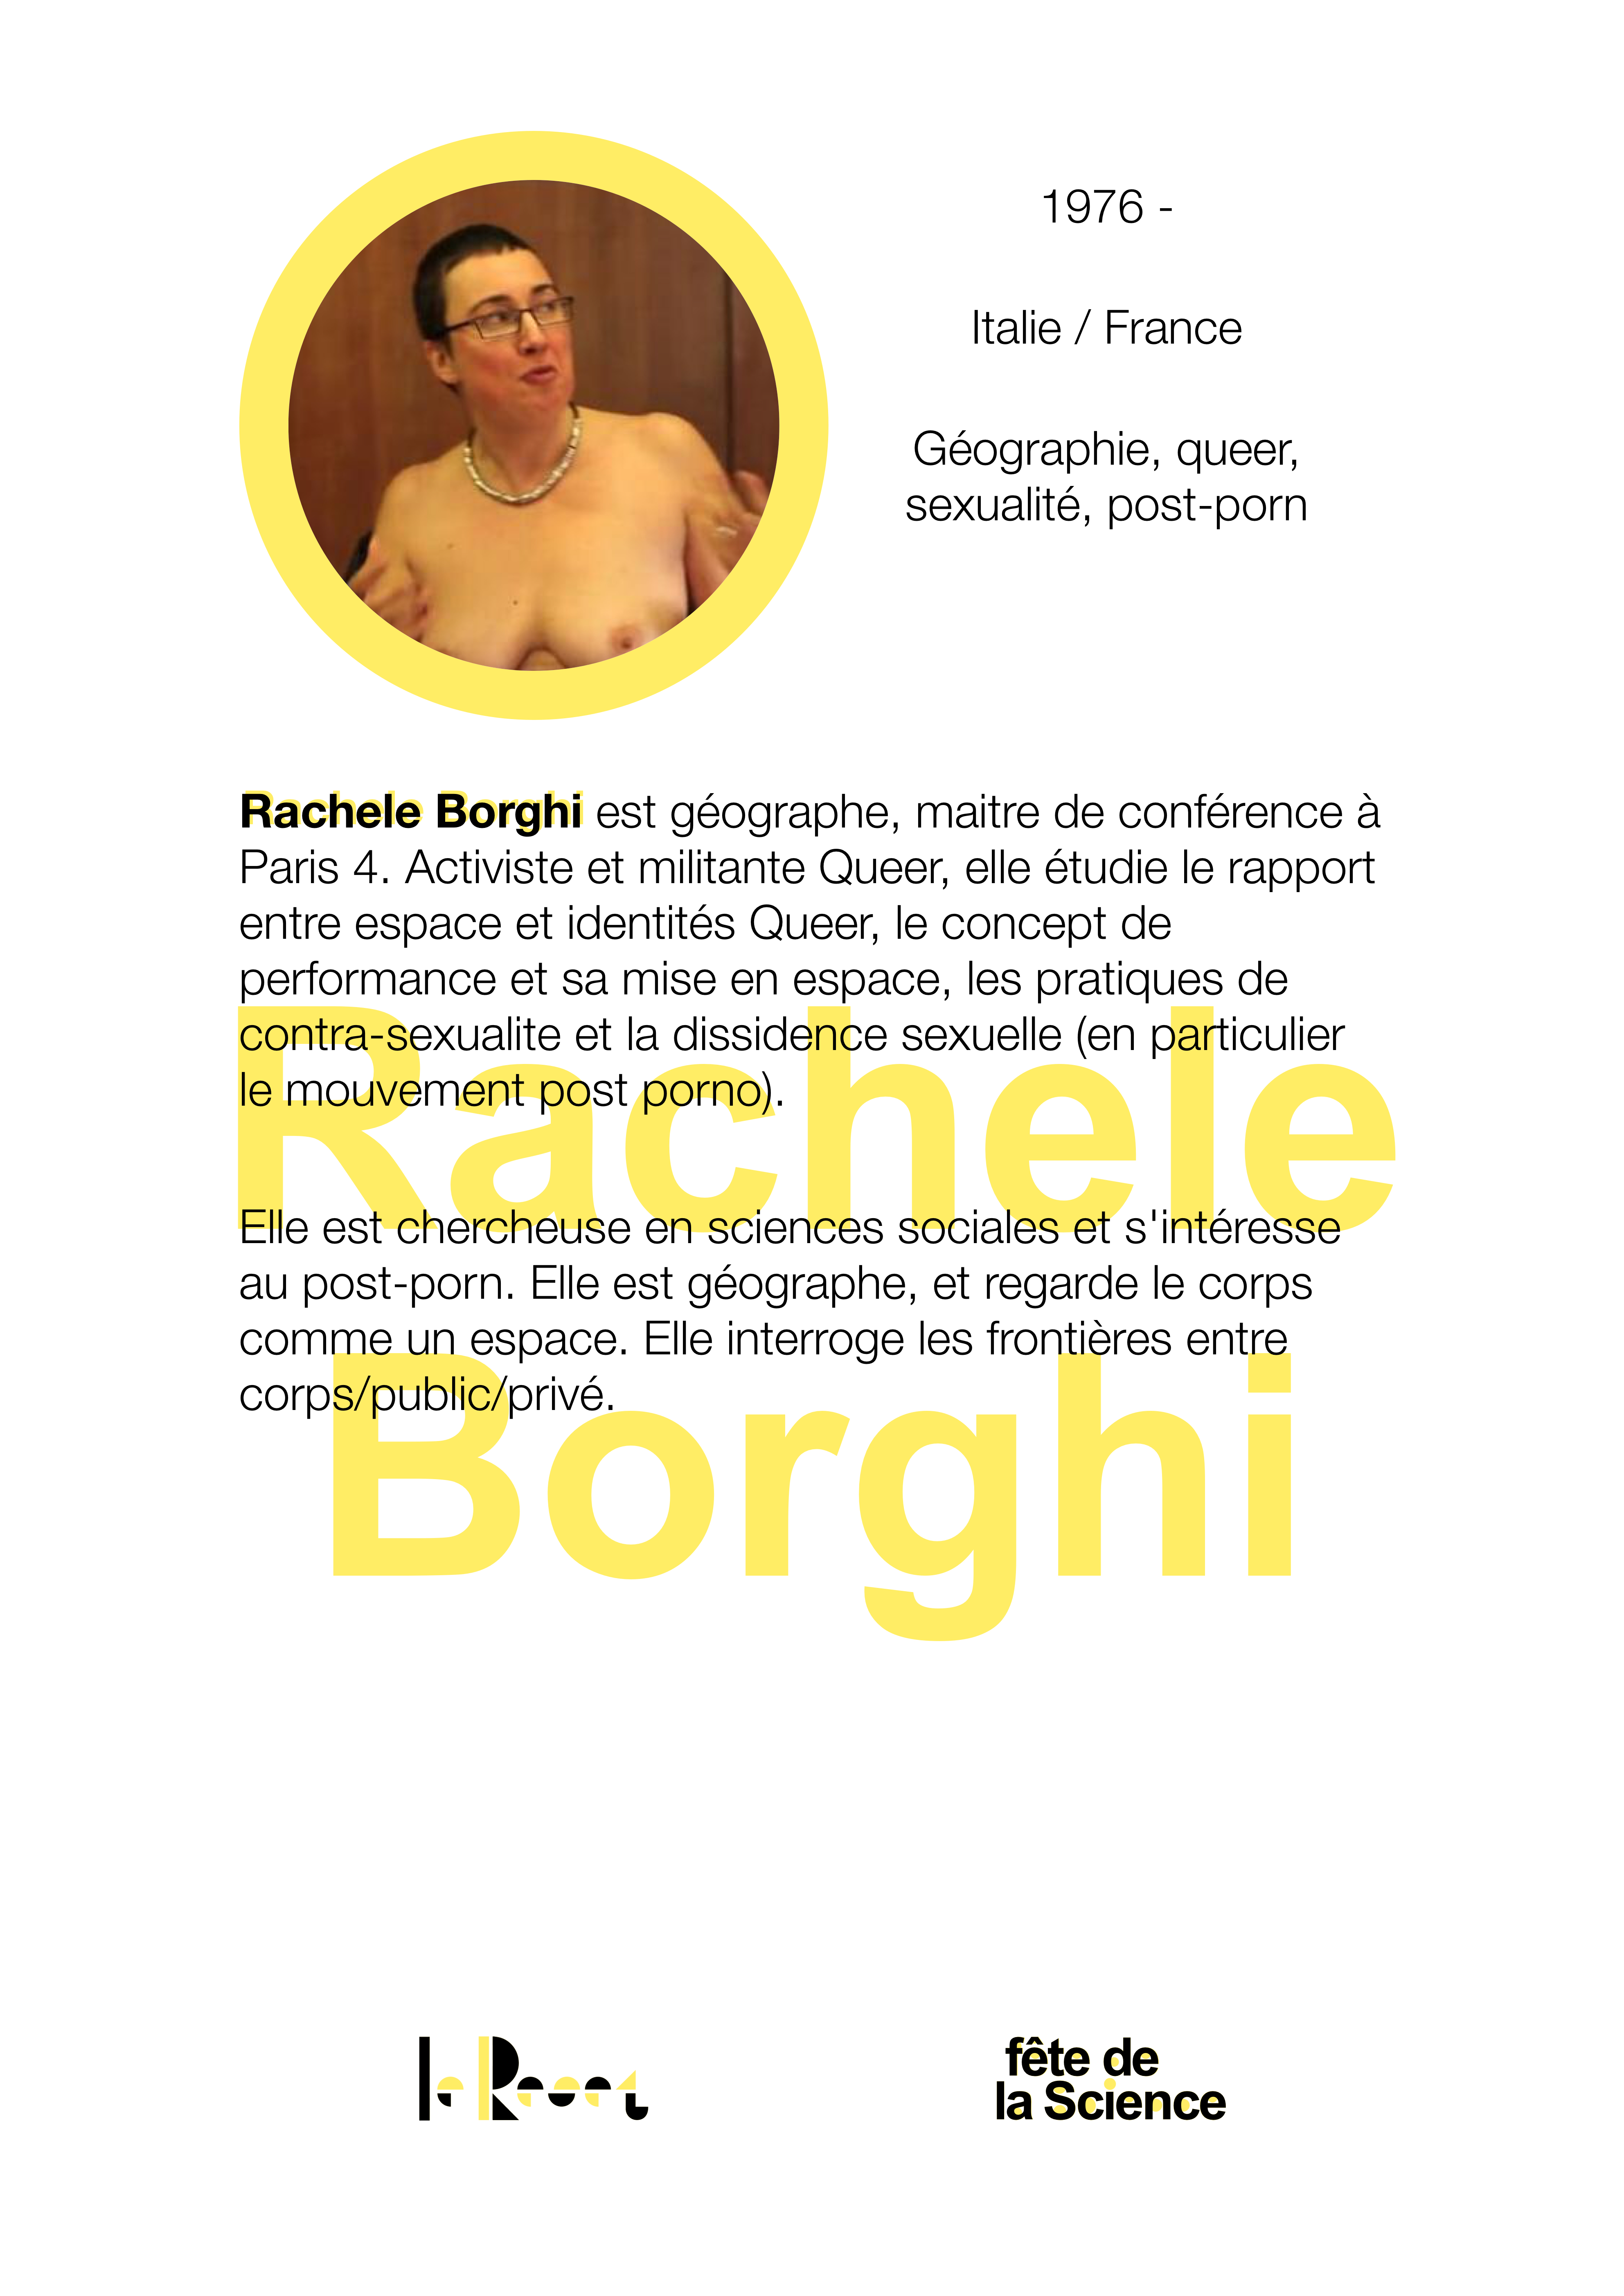 1976 -
Italie / France
Géographie, queer,
sexualité, post-porn
Rachele Borghi est géographe, maitre de conférence à
Paris 4. Activiste et militante Queer, elle étudie le rapport
entre espace et identités Queer, le concept de
performance et sa mise en espace, les pratiques de
contra-sexualite et la dissidence sexuelle (en particulier
le mouvement post porno).
Rachele
Elle est chercheuse en sciences sociales et s'intéresse
au post-porn. Elle est géographe, et regarde le corps
comme un espace. Elle interroge les frontières entre
corps/public/privé.
Borghi
le Reset
fête de
la Science